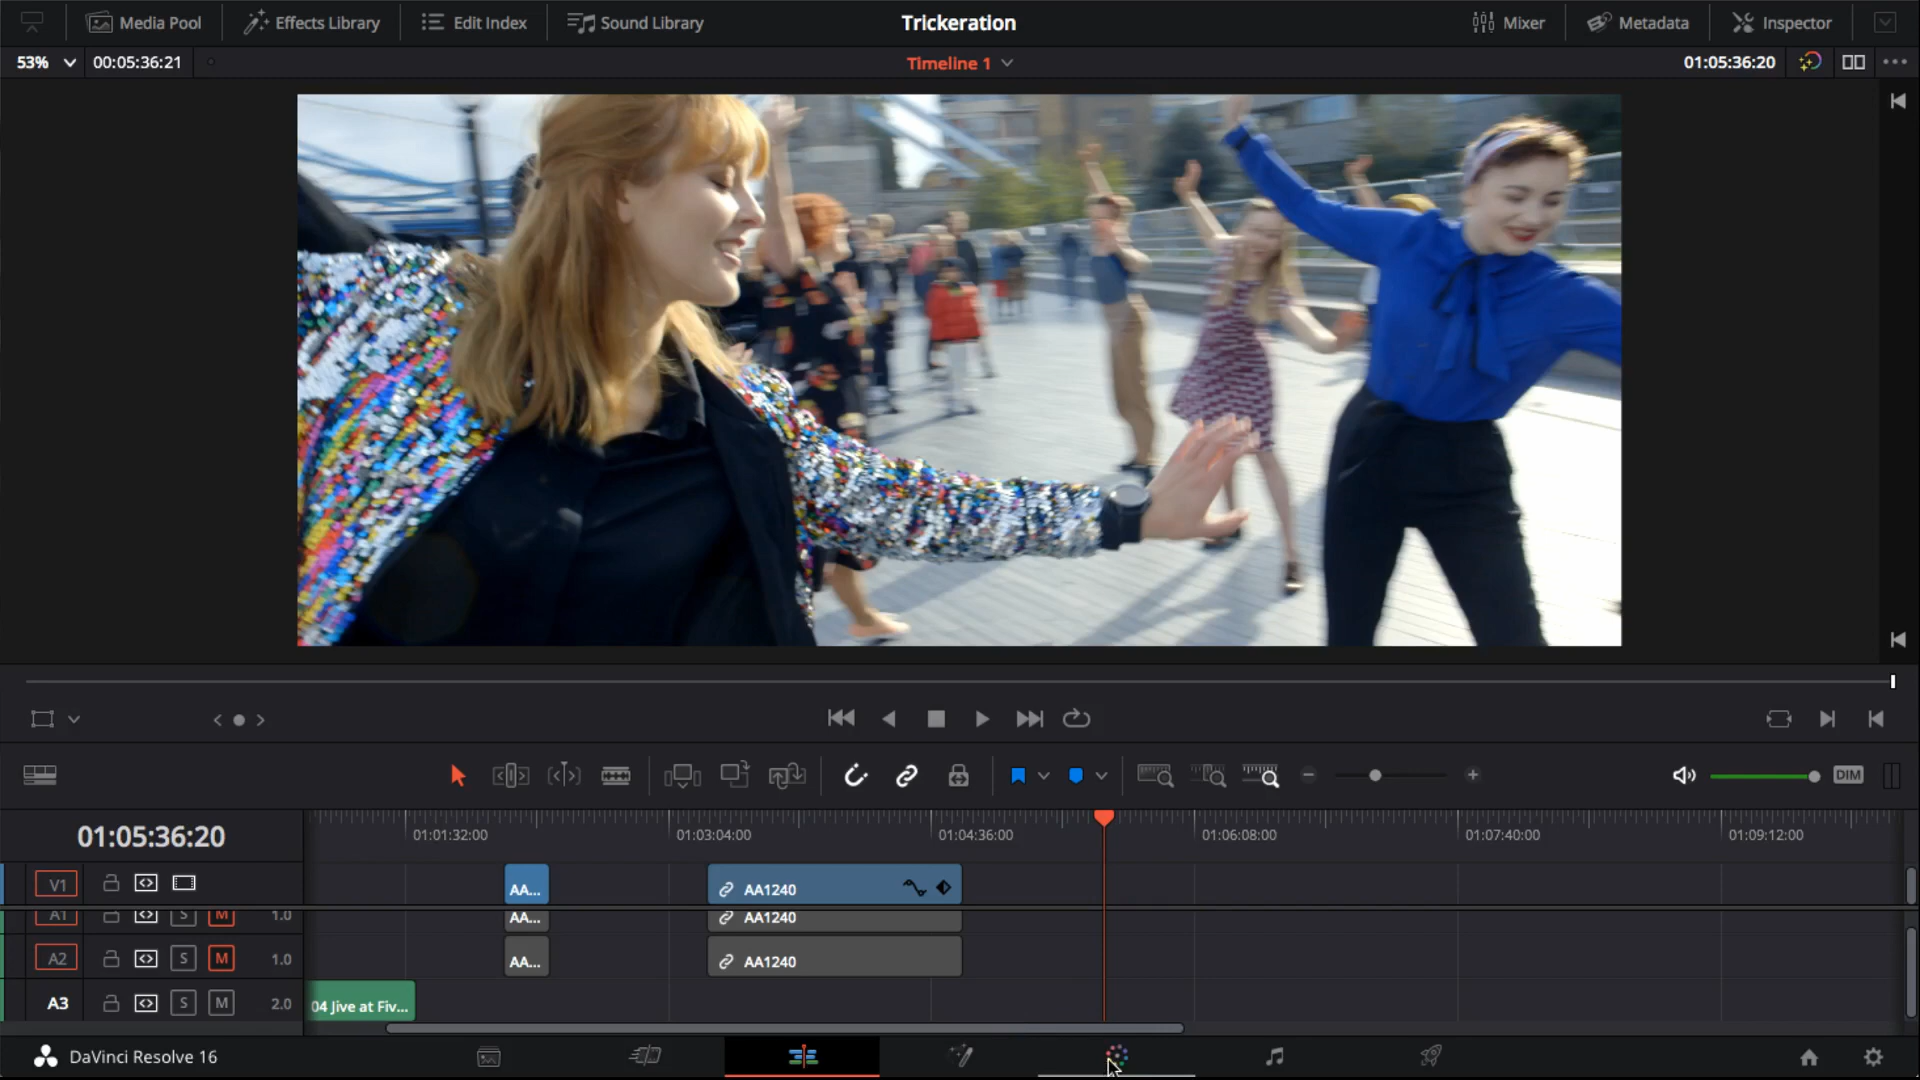 Media Pool
Effects Library
Edit Index
Sound Library
Trickeration
Mixer
Metadata
Inspector
53%
00:05:36:21
Timeline 1
01:05:36:20
DIM
01:05:36:20
01:01:32:00
01:03:04:00
01:04:36:00
01:06:08:00
01:07:40:00
01:09:12:00
V1
AA...
AA1240
A1
S
M
1.0
AA...
AA1240
A2
S
M
1.0
AA...
AA1240
A3
S
M
2.0
04 Jive at Fiv...
DaVinci Resolve 16